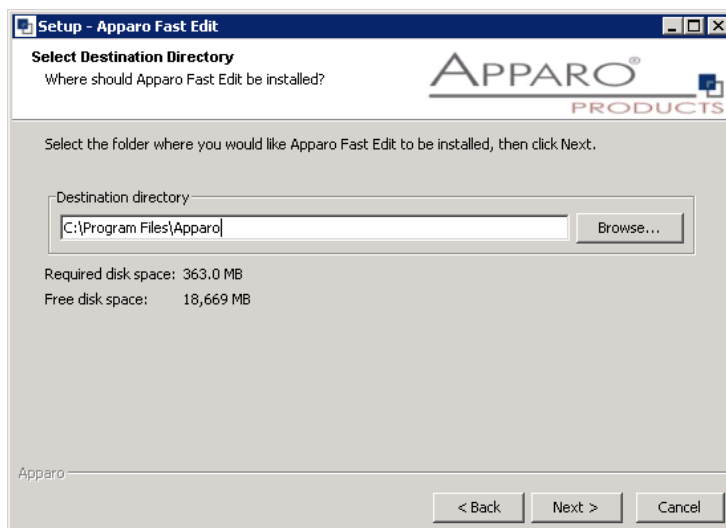 Setup - Apparo Fast Edit
Select Destination Directory
Where should Apparo Fast Edit be installed?
APPARO®
PRODUCTS
Select the folder where you would like Apparo Fast Edit to be installed, then click Next.
Destination directory
C:\Program Files\Apparo
Browse...
Required disk space: 363.0 MB
Free disk space: 18,669 MB
Apparo
< Back Next > Cancel